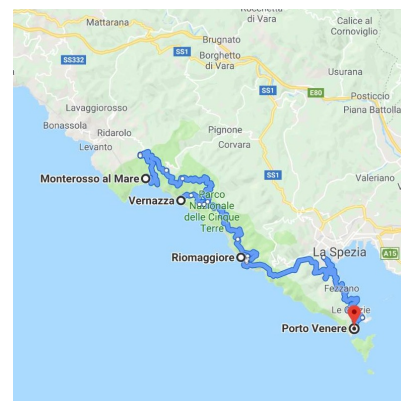 Rocchetta
di Vara
Mattarana
Calice al
Cornoviglio
Brugnato
SS1
Borghetto
di Vara
SS332
Usurana
E80
SS1
Posticcio
Piana Battolla
Lavaggiorosso
Bonassola
Ridarolo
Levanto
Pignone
Corvara
Monterosso al Mare
SS1
Valeriano
Vernazza
Parco
Nazionale
delle Cinque
Terre
Riomaggiore
La Spezia
A15
Fezzano
Le Grazie
Porto Venere